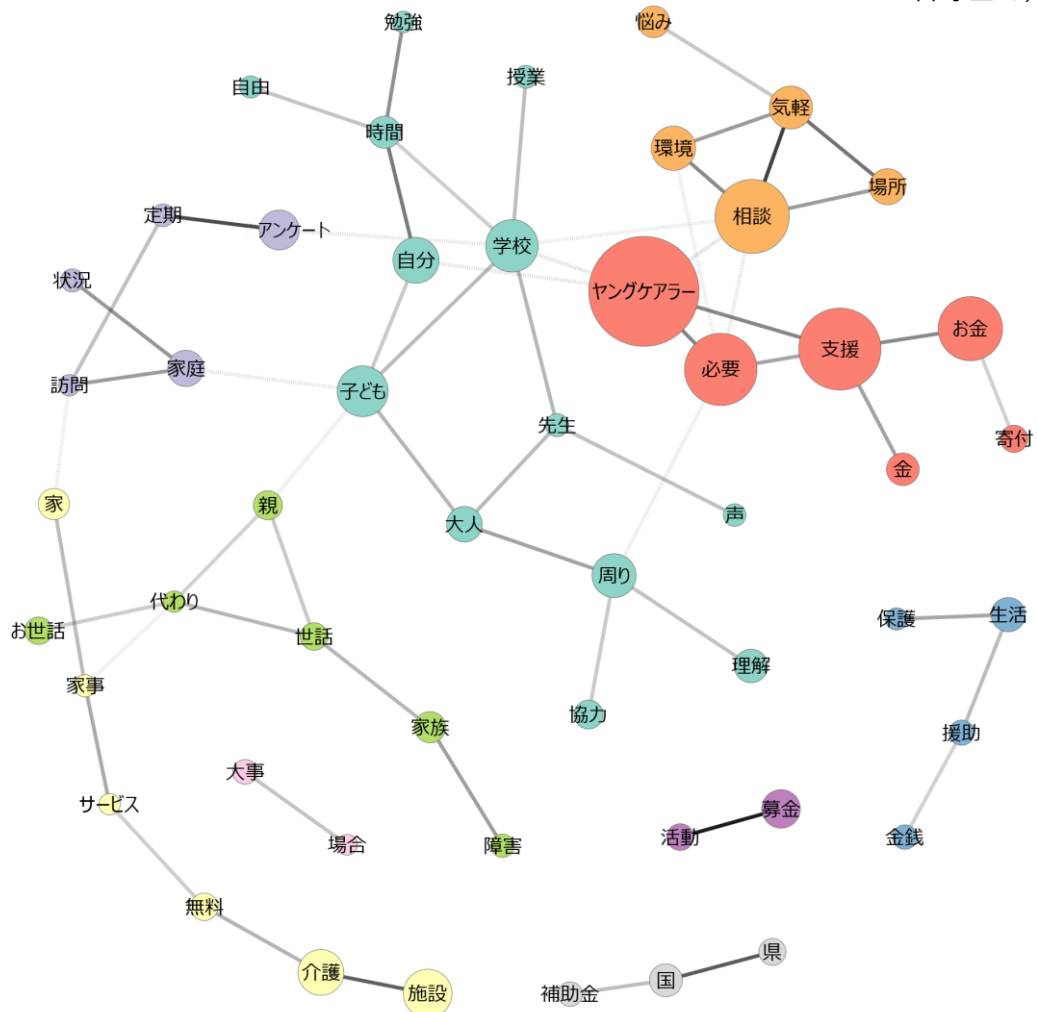 勉強
悩み
自由
授業
気軽
時間
環境
場所
定期
アンケート
相談
自分
学校
状況
ヤングケアラー
お金
訪問
家庭
子ども
必要
支援
先生
寄付
金
家
親
大人
声
周り
お世話
代わり
世話
保護
生活
家事
理解
協力
家族
援助
大事
サービス
場合
障害
活動
募金
金銭
無料
介護
施設
補助金
国
県